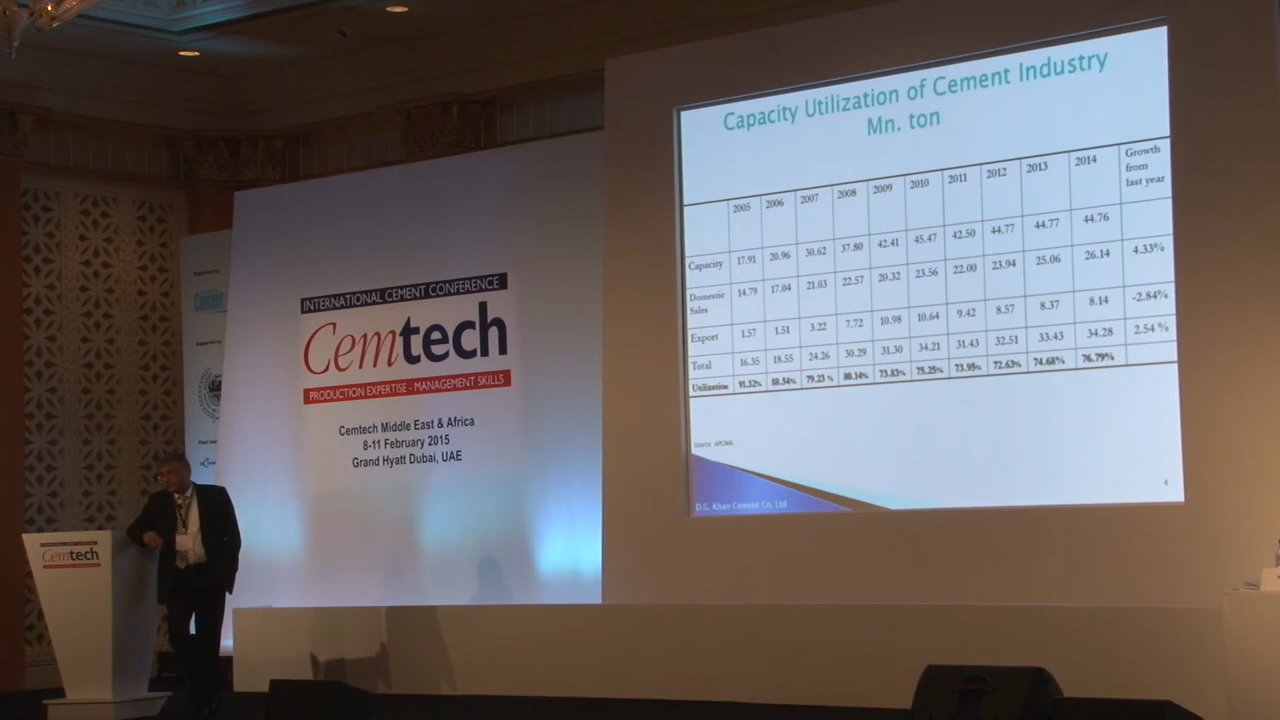 Capacity Utilization of Cement Industry
Mn. ton
2005 2006 2007 2008 2009 2010 2011 2012 2013 2014 Growth from last year
Capacity 17.91 20.96 30.62 37.80 42.41 45.47 42.50 44.77 44.77 44.76
Domestic Sales 14.79 17.04 21.03 22.57 20.32 23.56 22.00 23.94 25.06 26.14 4.33%
Export 1.57 1.51 3.22 7.72 10.98 10.64 9.42 8.57 8.37 8.14 -2.84%
Total 16.35 18.55 24.26 30.29 31.30 34.21 31.43 32.51 33.43 34.28 2.54 %
Utilization 91.32% 88.54% 79.23 % 80.14% 73.83% 75.25% 73.95% 72.63% 74.68% 76.79%
Source APCMA
4
D.G. Khan Cement Co, Ltd
INTERNATIONAL CEMENT CONFERENCE
Cemtech
PRODUCTION EXPERTISE - MANAGEMENT SKILLS
Cemtech Middle East & Africa
8-11 February 2015
Grand Hyatt Dubai, UAE
Cemtech